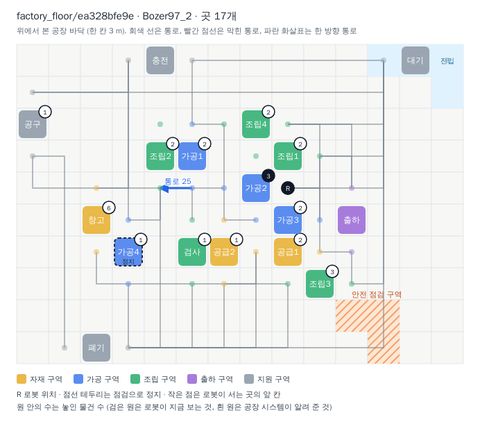 factory_floor/ea328bfe9e · Bozer97_2 · 곳 17개
위에서 본 공장 바닥 (한 칸 3 m). 회색 선은 통로, 빨간 점선은 막힌 통로, 파란 화살표는 한 방향 통로
충전
대기
전립
공구 1
조립4 2
조립2 2
가공1 2
조립1 2
통로 25
가공2 3
R
창고 6
가공3 2
출하
가공4 1
정지
검사 1
공급2 1
공급1 2
조립3 3
안전 점검 구역
폐기
자재 구역
가공 구역
조립 구역
출하 구역
지원 구역
R 로봇 위치 · 점선 테두리는 점검으로 정지 · 작은 점은 로봇이 서는 곳의 앞 칸
원 안의 수는 놓인 물건 수 (검은 원은 로봇이 지금 보는 것, 흰 원은 공장 시스템이 알려 준 것)